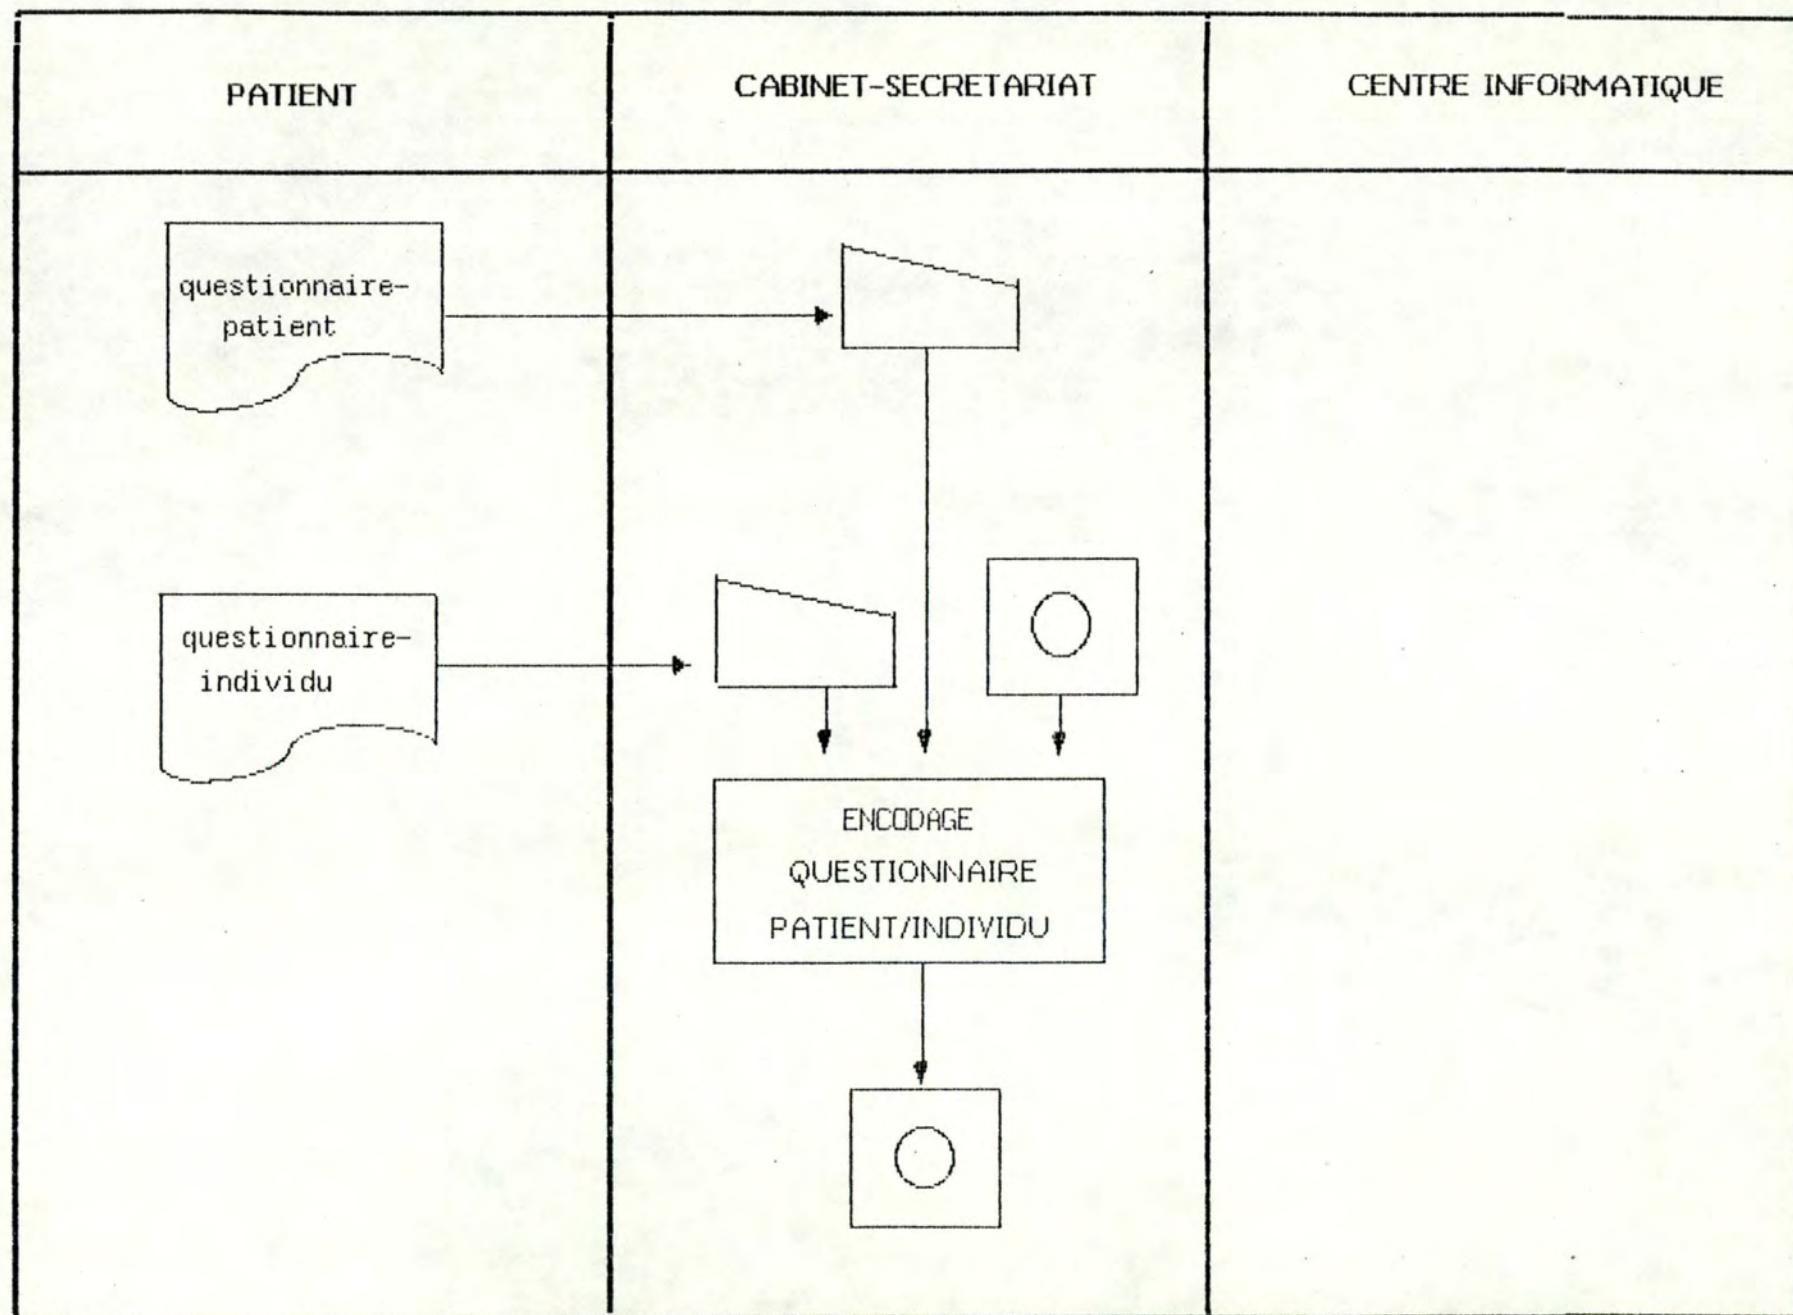 PATIENT
CABINET-SECRETARIAT
CENTRE INFORMATIQUE
questionnaire-
patient
questionnaire-
individu
ENCODAGE
QUESTIONNAIRE
PATIENT/INDIVIDU